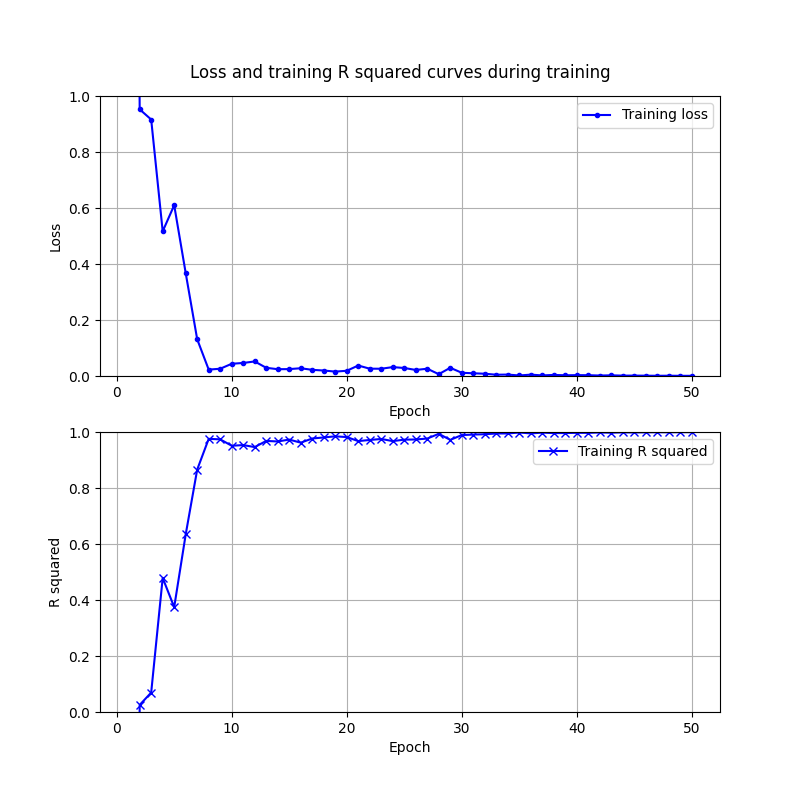 Loss and training R squared curves during training
1.0
0.8
0.6
0.4
0.2
0.0
Loss
Training loss
0 10 20 30 40 50
Epoch
1.0
0.8
0.6
0.4
0.2
0.0
R squared
Training R squared
0 10 20 30 40 50
Epoch